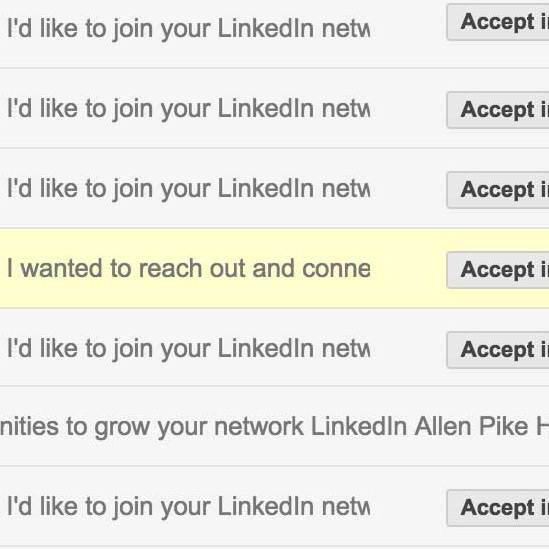 I'd like to join your LinkedIn netw Accept i
I'd like to join your LinkedIn netw Accept i
I'd like to join your LinkedIn netw Accept i
I wanted to reach out and conne Accept i
I'd like to join your LinkedIn netw Accept i
nities to grow your network LinkedIn Allen Pike H
I'd like to join your LinkedIn netw Accept i